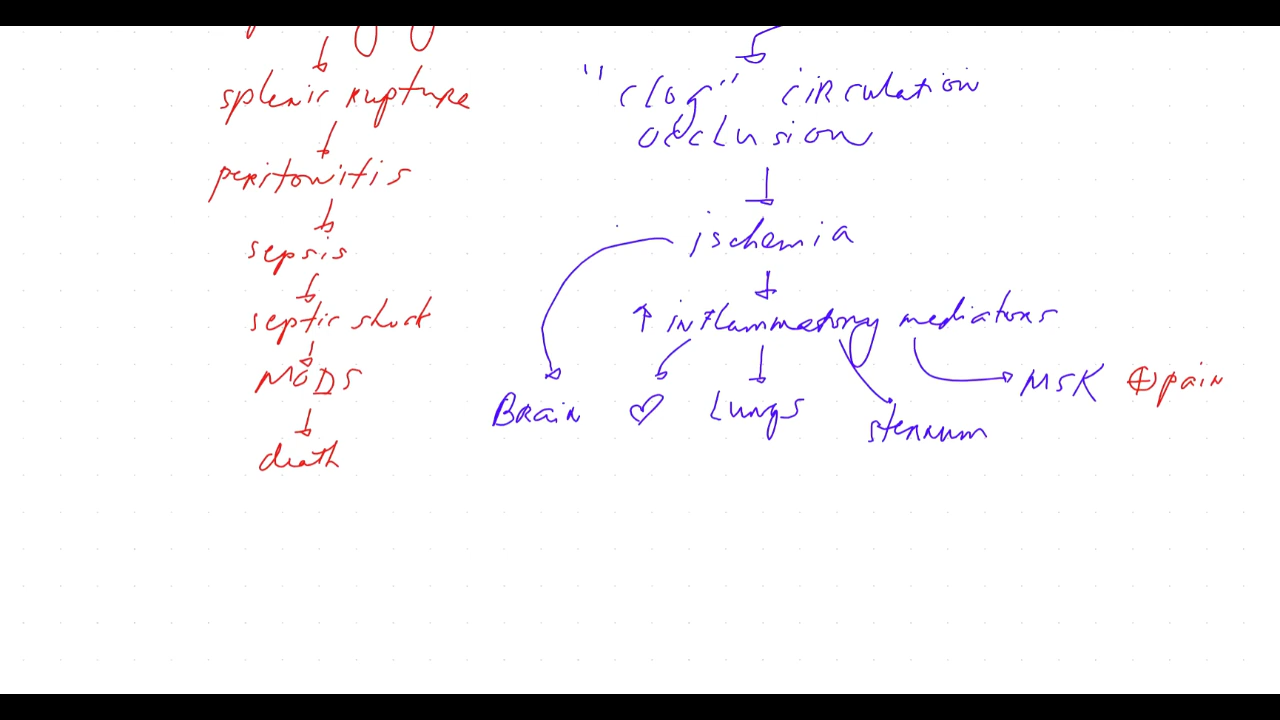 splenic rupture
peritonitis
sepsis
septic shock
MODS
death
"clog" circulation
occlusion
ischemia
↑ inflammatory mediators
Brain ♡ Lungs
sternum
MSK ⊕ pain